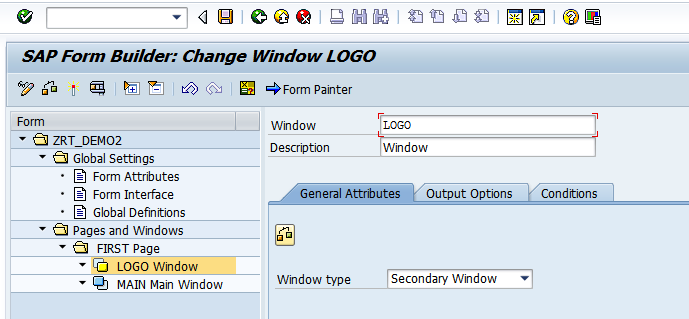 SAP Form Builder: Change Window LOGO
Form Painter
Form
ZRT_DEMO2
Global Settings
Form Attributes
Form Interface
Global Definitions
Pages and Windows
FIRST Page
LOGO Window
MAIN Main Window
Window LOGO
Description Window
General Attributes Output Options Conditions
Window type Secondary Window